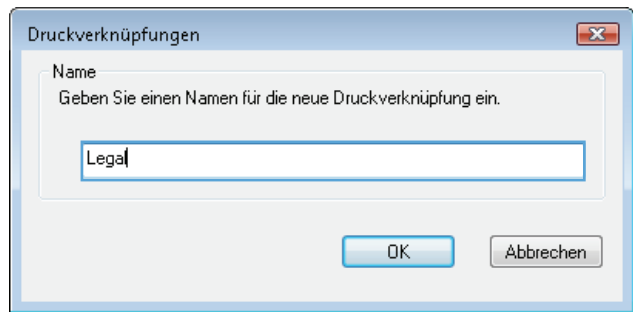 Druckverknüpfungen
Name
Geben Sie einen Namen für die neue Druckverknüpfung ein.
Legal
OK
Abbrechen